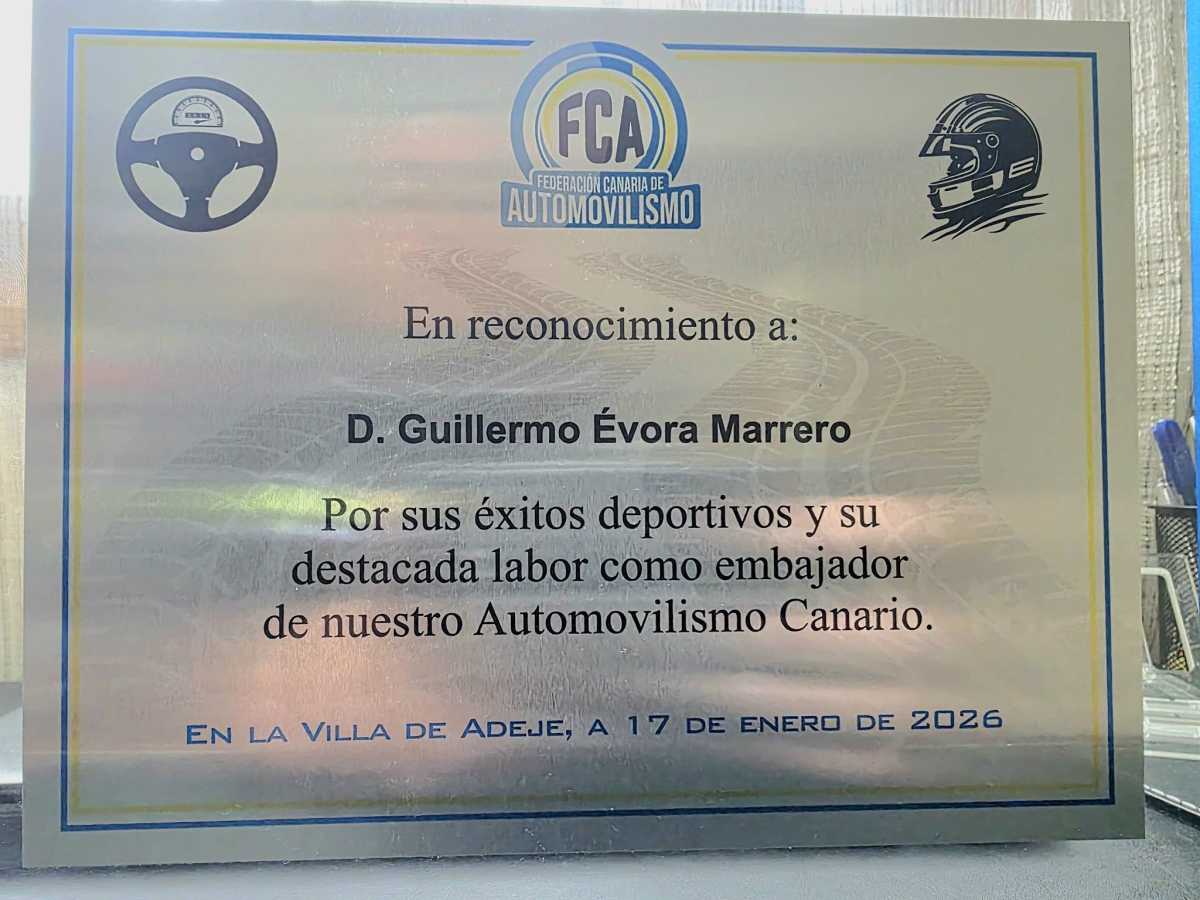 FCA
FEDERACIÓN CANARIA DE
AUTOMOVILISMO
En reconocimiento a:
D. Guillermo Évora Marrero
Por sus éxitos deportivos y su
destacada labor como embajador
de nuestro Automovilismo Canario.
EN LA VILLA DE ADEJE, A 17 DE ENERO DE 2026